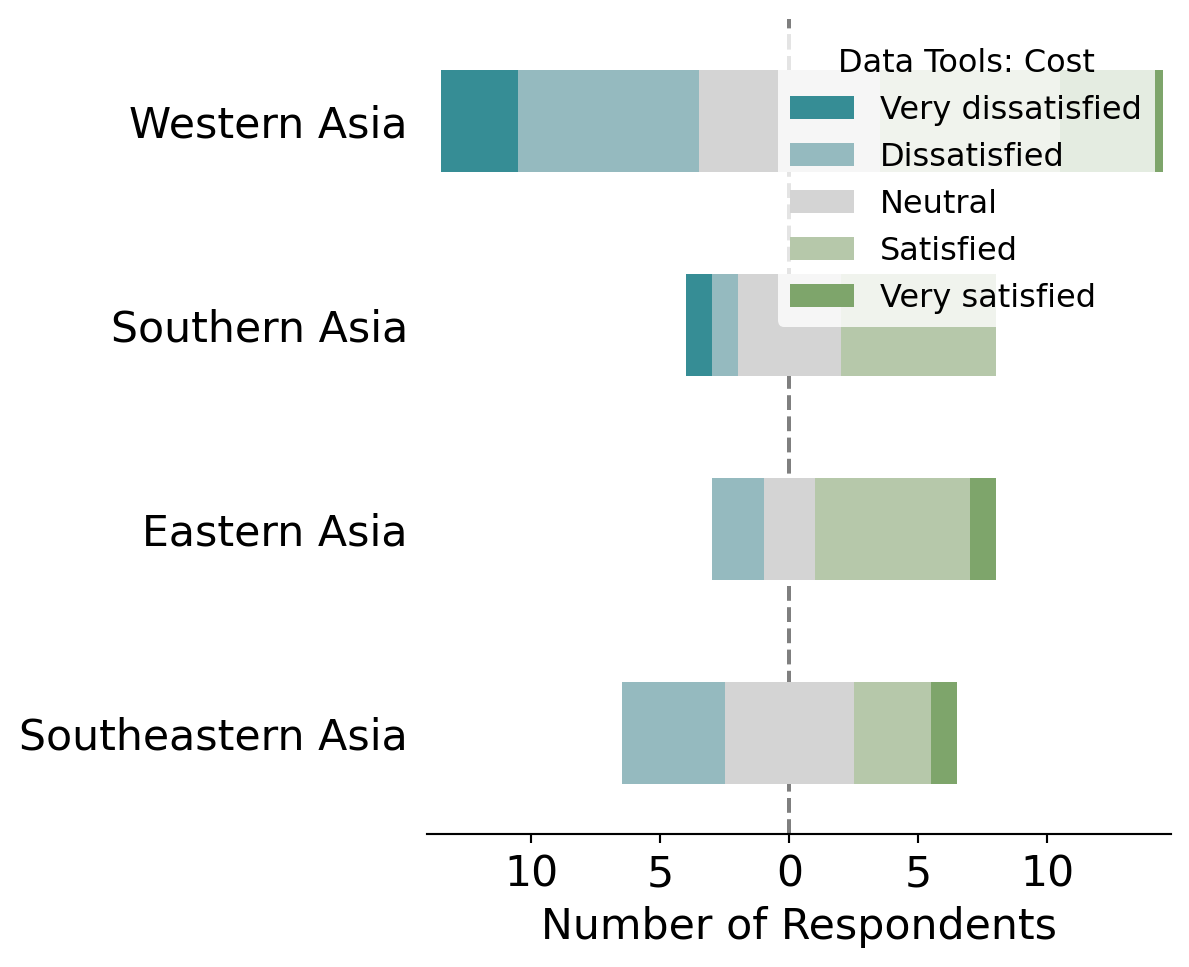 Data Tools: Cost
Very dissatisfied
Dissatisfied
Neutral
Satisfied
Very satisfied
Western Asia
Southern Asia
Eastern Asia
Southeastern Asia
10 5 0 5 10
Number of Respondents